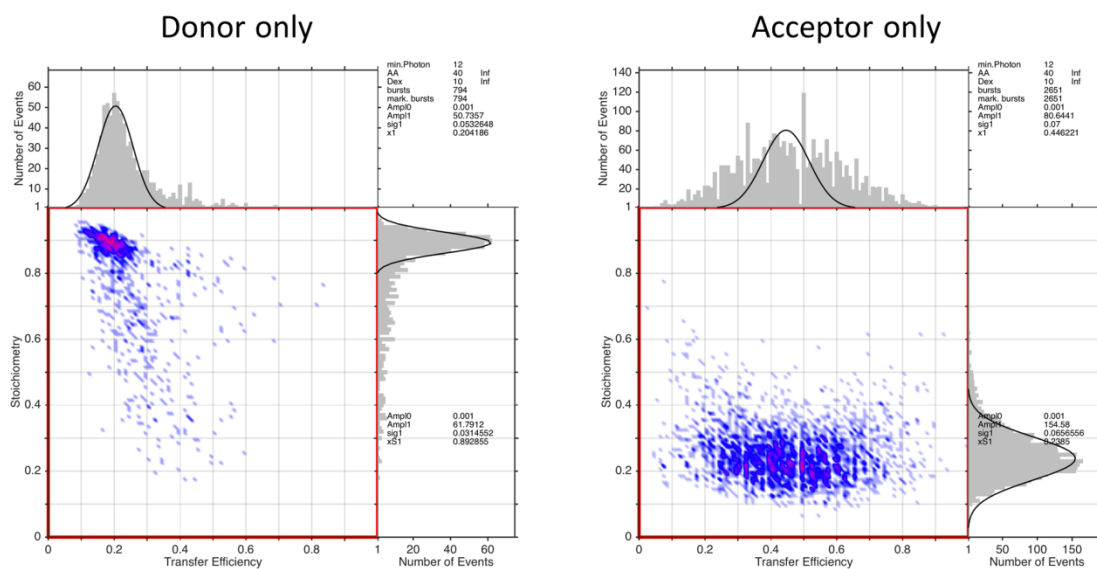 Donor only
Acceptor only
min.Photon 12
AA 40 Inf
Dex 10 Inf
bursts 794
mark. bursts 794
Ampl0 0.001
Ampl1 50.7357
sig1 0.0532648
x1 0.204186
Number of Events
60
50
40
30
20
10
1
Stoichiometry
0.8
0.6
0.4
0.2
0
0 0.2 0.4 0.6 0.8
Transfer Efficiency
Ampl0 0.001
Ampl1 61.7912
sig1 0.0314552
xS1 0.892855
1 20 40 60
Number of Events
min.Photon 12
AA 40 Inf
Dex 10 Inf
bursts 2651
mark. bursts 2651
Ampl0 0.001
Ampl1 80.6441
sig1 0.07
x1 0.446221
Number of Events
140
120
100
80
60
40
20
1
Stoichiometry
0.8
0.6
0.4
0.2
0
0 0.2 0.4 0.6 0.8
Transfer Efficiency
Ampl0 0.001
Ampl1 154.58
sig1 0.0656556
xS1 0.2385
1 50 100 150
Number of Events